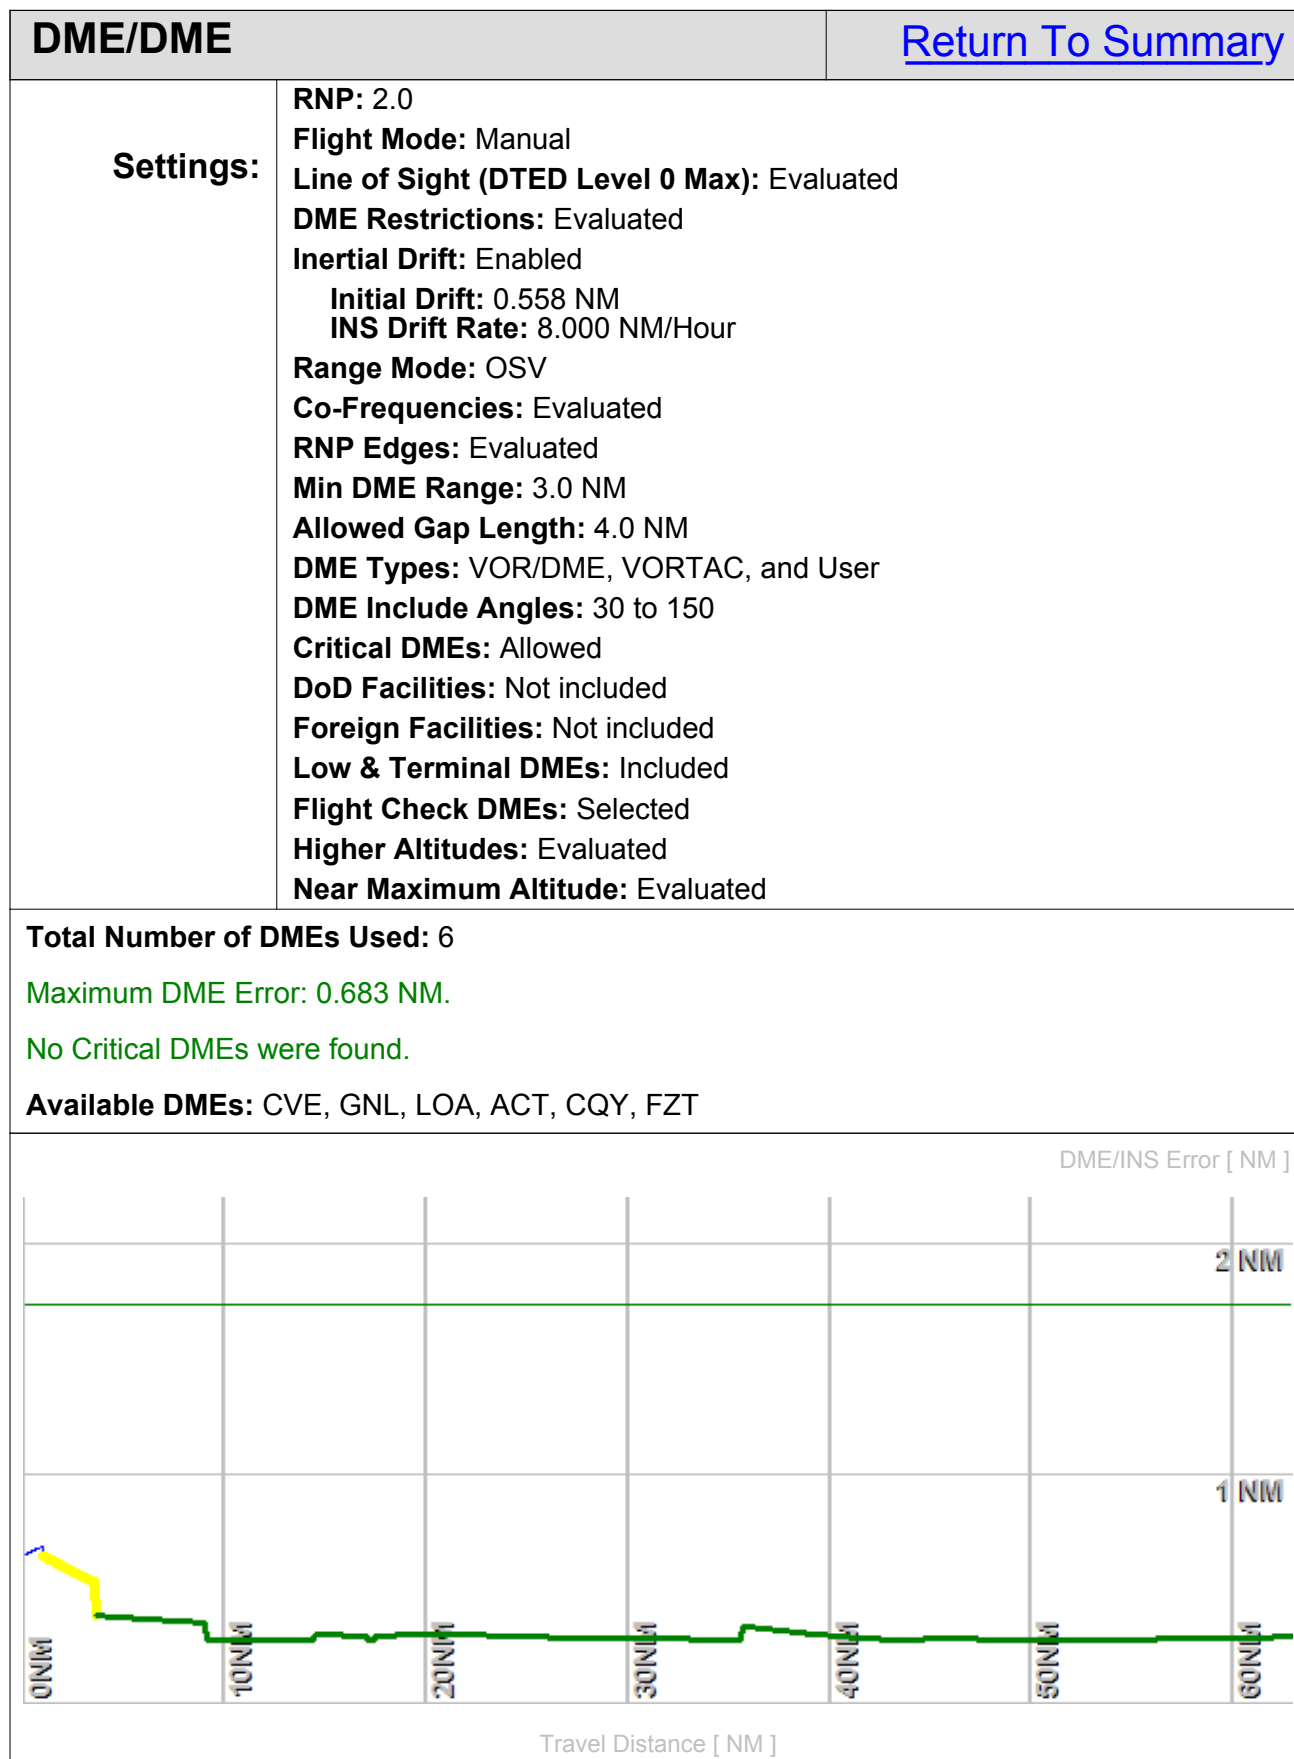 DME/DME
Return To Summary
Settings:
RNP: 2.0
Flight Mode: Manual
Line of Sight (DTED Level 0 Max): Evaluated
DME Restrictions: Evaluated
Inertial Drift: Enabled
Initial Drift: 0.558 NM
INS Drift Rate: 8.000 NM/Hour
Range Mode: OSV
Co-Frequencies: Evaluated
RNP Edges: Evaluated
Min DME Range: 3.0 NM
Allowed Gap Length: 4.0 NM
DME Types: VOR/DME, VORTAC, and User
DME Include Angles: 30 to 150
Critical DMEs: Allowed
DoD Facilities: Not included
Foreign Facilities: Not included
Low & Terminal DMEs: Included
Flight Check DMEs: Selected
Higher Altitudes: Evaluated
Near Maximum Altitude: Evaluated
Total Number of DMEs Used: 6
Maximum DME Error: 0.683 NM.
No Critical DMEs were found.
Available DMEs: CVE, GNL, LOA, ACT, CQY, FZT
DME/INS Error [ NM ]
2 NM
1 NM
0NM
10NM
20NM
30NM
40NM
50NM
60NM
Travel Distance [ NM ]